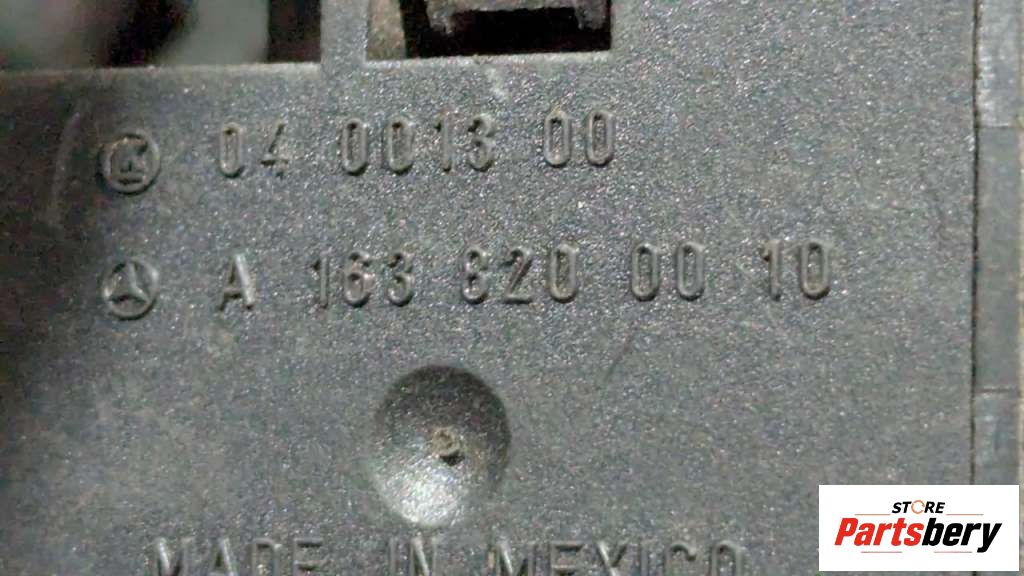 04 0013 00
A 163 820 00 10
MADE IN MEXICO
STORE
Partsbery